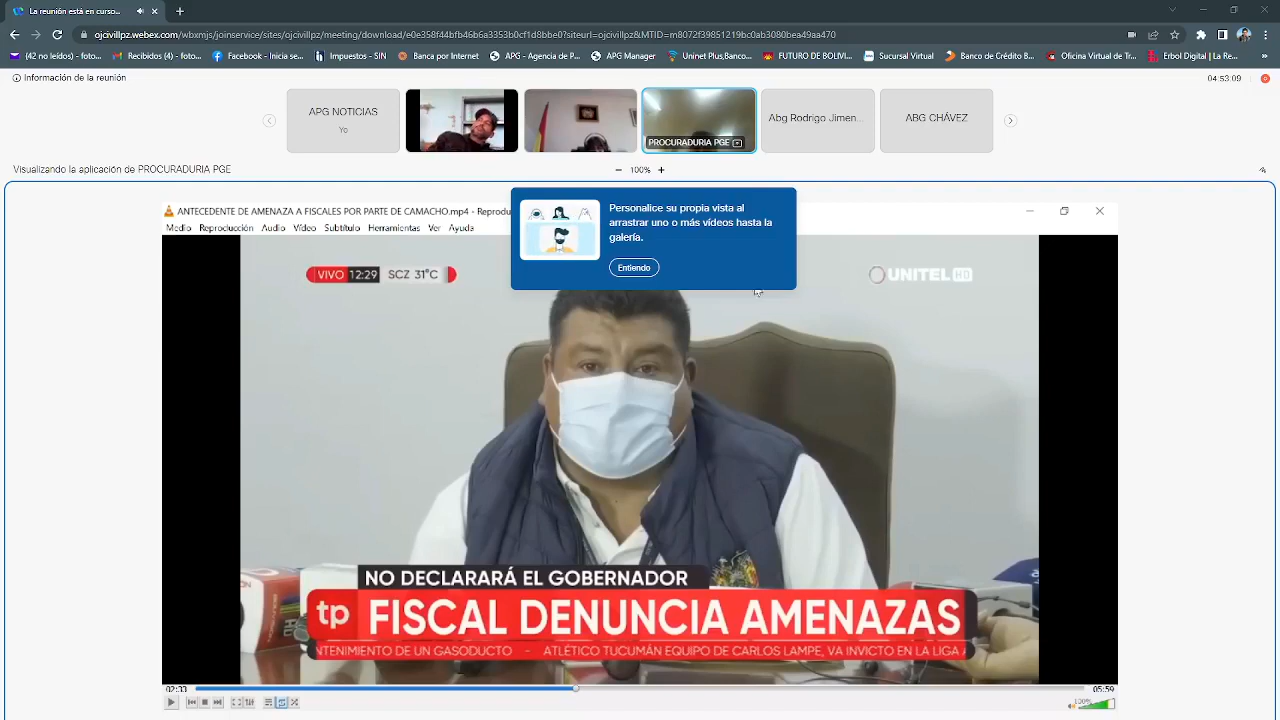 La reunión está en curso...
ojcivillpz.webex.com/wbxmjs/joinservice/sites/ojcivillpz/meeting/download/e0e358f44b1b45b6a3353b0cf1d8bbe0?siteurl=ojcivillpz&MTID=m8072f39851219bc0ab3080bea49aad70
(42 no leídos) - foto... Recibidos (4) - fotot... Facebook - Inicia se... Impuestos - SIN Banco BG - Internet APG - Agencia de P... APG Manager Uninet Plus,Banco... FUTURO DE BOLIVI... Sucursal Virtual Banco de Crédito B... Oficina Virtual de Tr... Erbol Digital | La Re...
Información de la reunión
04:53:09
APG NOTICIAS
Yo
PROCURADURIA PGE
Abg Rodrigo Jimen...
ABG CHÁVEZ
Visualizando la aplicación de PROCURADURIA PGE
100%
ANTECEDENTE DE AMENAZA A FISCALES POR PARTE DE CAMACHO.mp4 - Reprodu
Medio Reproducción Audio Vídeo Subtítulo Herramientas Ver Ayuda
Personalice su propia vista al
arrastrar uno o más vídeos hasta la
galería.
Entiendo
VIVO 12:29 SCZ 31°C
UNITEL HD
NO DECLARARÁ EL GOBERNADOR
tp FISCAL DENUNCIA AMENAZAS
NTENIMIENTO DE UN GASODUCTO - ATLÉTICO TUCUMÁN EQUIPO DE CARLOS LAMPE, VA INVICTO EN LA LIGA A
02:33
05:59
100%